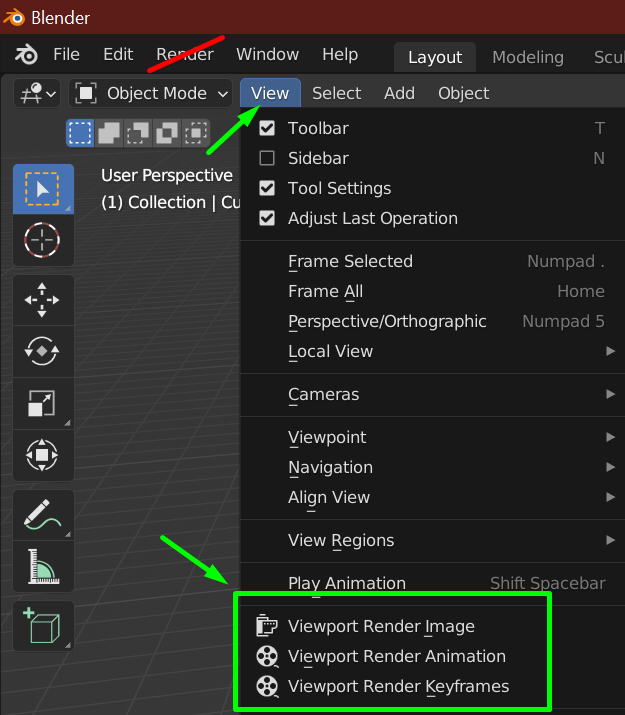 Blender
File Edit Render Window Help Layout Modeling Scu
Object Mode View Select Add Object
User Perspective
(1) Collection | Cu
Toolbar T
Sidebar N
Tool Settings
Adjust Last Operation
Frame Selected Numpad .
Frame All Home
Perspective/Orthographic Numpad 5
Local View
Cameras
Viewpoint
Navigation
Align View
View Regions
Play Animation Shift Spacebar
Viewport Render Image
Viewport Render Animation
Viewport Render Keyframes